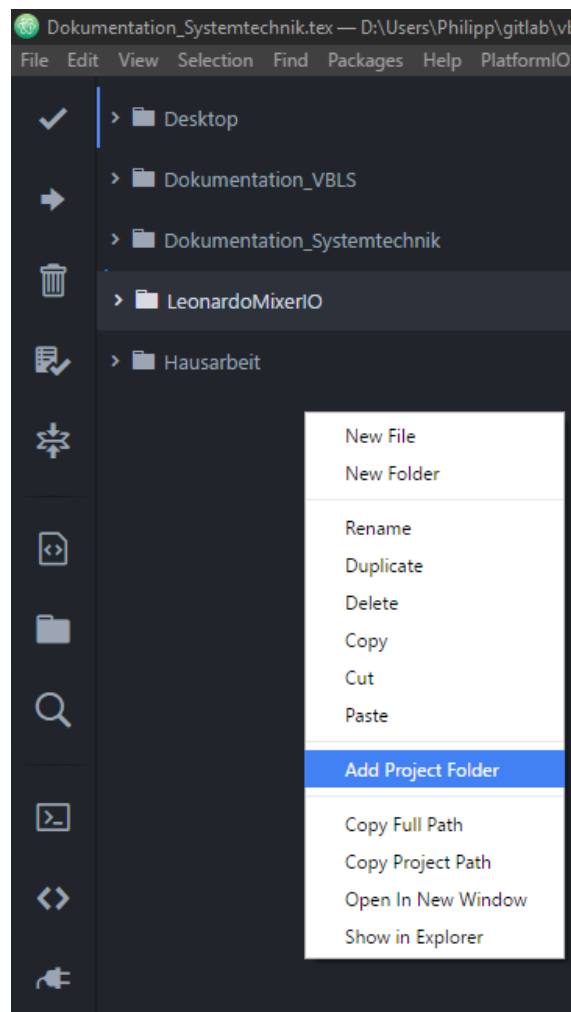 Dokumentation_Systemtechnik.tex — D:\Users\Philipp\gitlab\vb
File Edit View Selection Find Packages Help PlatformIO
Desktop
Dokumentation_VBLS
Dokumentation_Systemtechnik
LeonardoMixerIO
Hausarbeit
New File
New Folder
Rename
Duplicate
Delete
Copy
Cut
Paste
Add Project Folder
Copy Full Path
Copy Project Path
Open In New Window
Show in Explorer